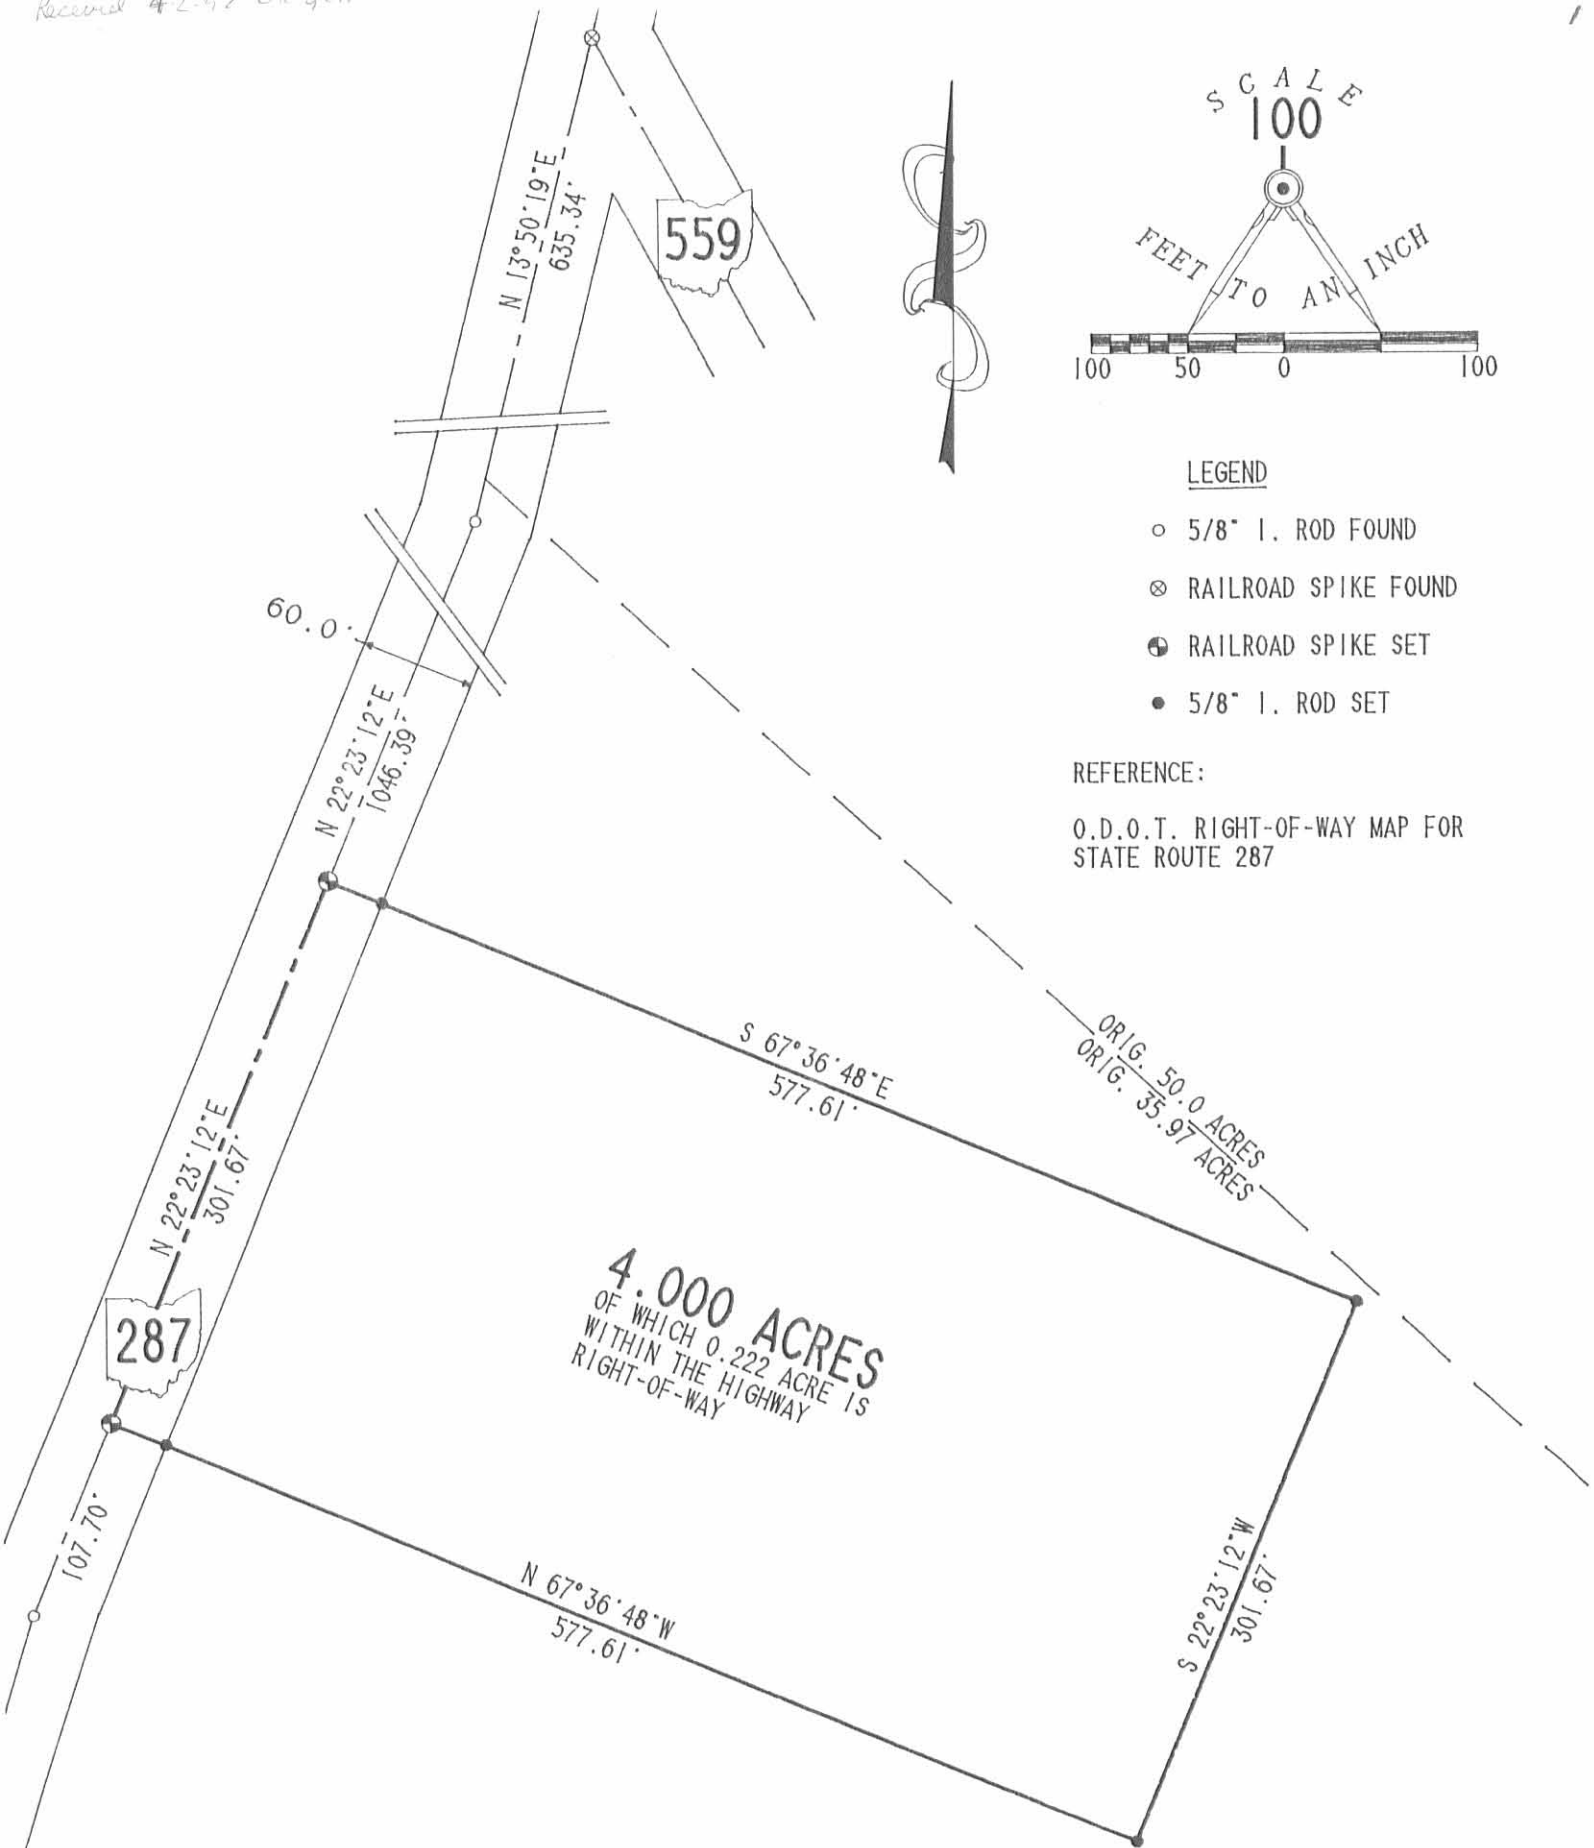 Received
SCALE
100
FEET TO AN INCH
100 50 0 100
N 13°50'19"E
635.34'
559
LEGEND
5/8" I. ROD FOUND
RAILROAD SPIKE FOUND
RAILROAD SPIKE SET
5/8" I. ROD SET
REFERENCE:
O.D.O.T. RIGHT-OF-WAY MAP FOR
STATE ROUTE 287
60.0'
N 22°23'12"E
1046.39'
S 67°36'48"E
577.61'
ORIG. 50.0 ACRES
ORIG. 35.97 ACRES
N 22°23'12"E
301.67'
287
4.000 ACRES
OF WHICH 0.222 ACRE IS
WITHIN THE HIGHWAY
RIGHT-OF-WAY
107.70'
N 67°36'48"W
577.61'
S 22°23'12"W
301.67'